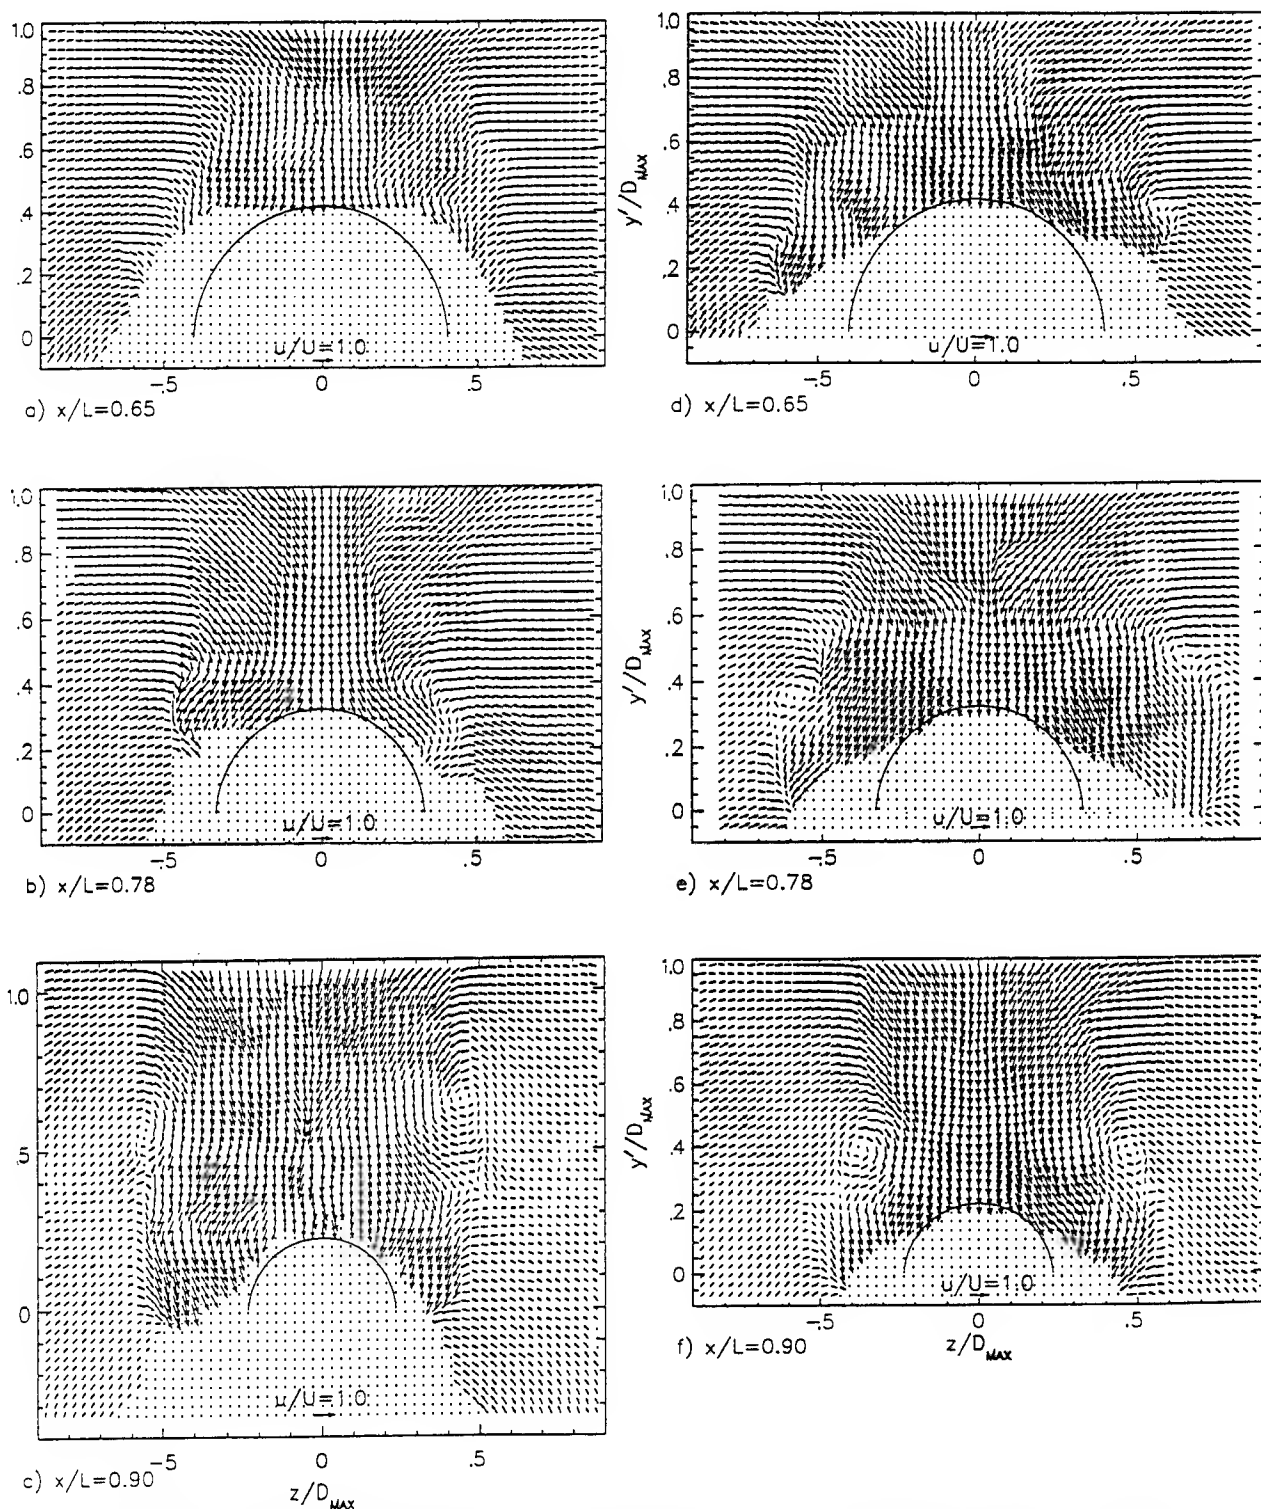 1.0
.8
.6
.4
.2
0
u/U=1.0
-.5 0 .5
a) x/L=0.65
1.0
.8
.6
.4
.2
0
y'/D_MAX
u/U=1.0
-.5 0 .5
d) x/L=0.65
1.0
.8
.6
.4
.2
0
u/U=1.0
-.5 0 .5
b) x/L=0.78
1.0
.8
.6
.4
.2
0
y'/D_MAX
u/U=1.0
-.5 0 .5
e) x/L=0.78
1.0
.5
0
u/U=1.0
-.5 0 .5
c) x/L=0.90
z/D_MAX
1.0
.8
.6
.4
.2
0
y'/D_MAX
u/U=1.0
-.5 0 .5
f) x/L=0.90
z/D_MAX